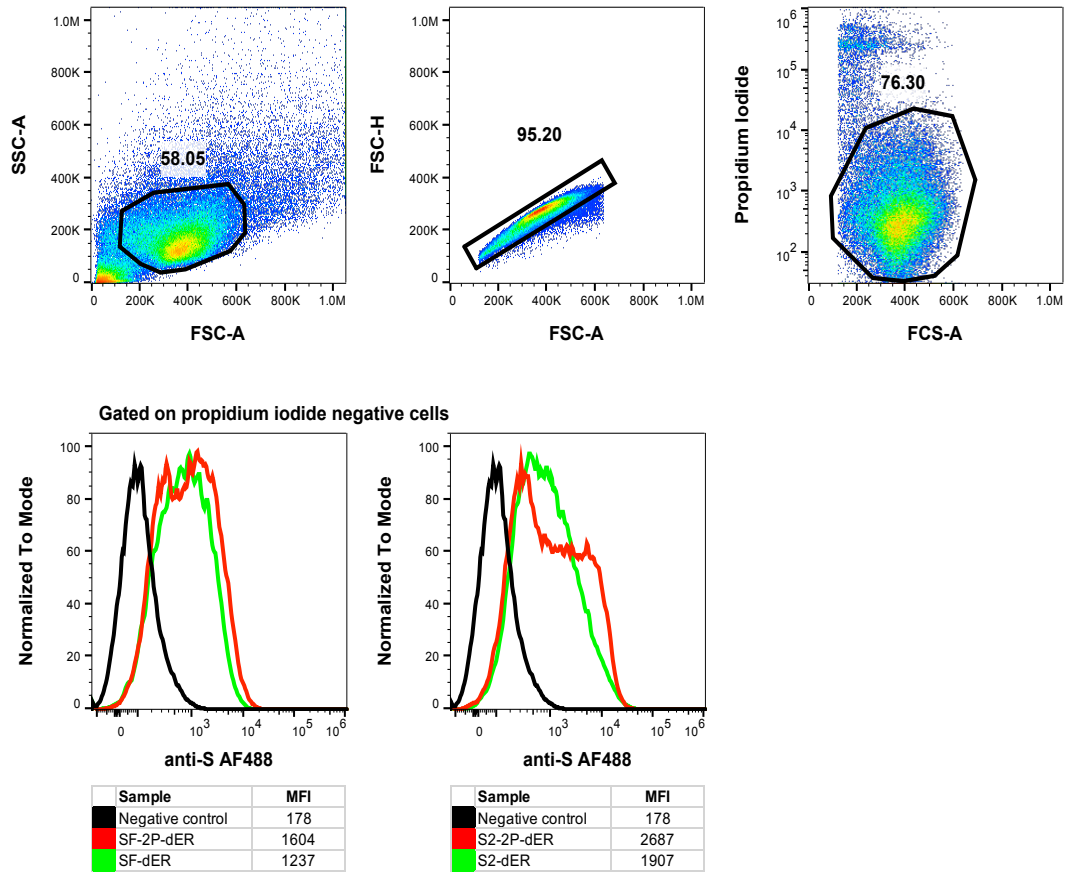 SSC-A
1.0M
800K
600K
400K
200K
0
58.05
0 200K 400K 600K 800K 1.0M
FSC-A
FSC-H
1.0M
800K
600K
400K
200K
0
95.20
0 200K 400K 600K 800K 1.0M
FSC-A
Propidium Iodide
10^6
10^5
10^4
10^3
10^2
76.30
0 200K 400K 600K 800K 1.0M
FCS-A
Gated on propidium iodide negative cells
Normalized To Mode
100
80
60
40
20
0
0 10^3 10^4 10^5 10^6
anti-S AF488
Normalized To Mode
100
80
60
40
20
0
0 10^3 10^4 10^5 10^6
anti-S AF488
Sample MFI
Negative control 178
SF-2P-dER 1604
SF-dER 1237
Sample MFI
Negative control 178
S2-2P-dER 2687
S2-dER 1907